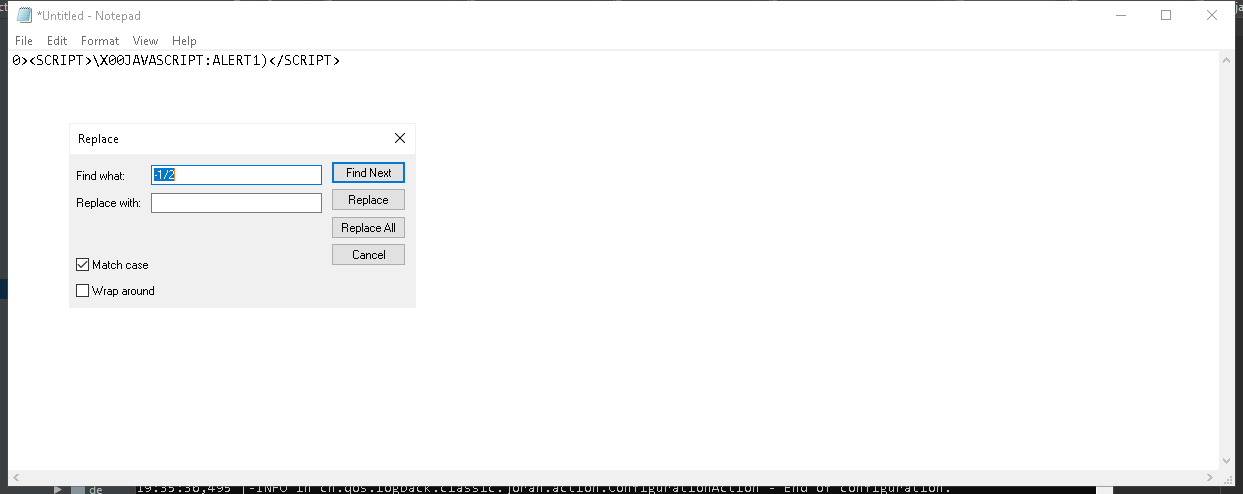 *Untitled - Notepad
File Edit Format View Help
0><SCRIPT>\X00JAVASCRIPT:ALERT1)</SCRIPT>
Replace
Find what: -1/2 Find Next
Replace with: Replace
Replace All
Cancel
Match case
Wrap around
de 19:35:36,495 |-INFO in ch.qos.logback.classic.joran.action.ConfigurationAction - End of configuration.